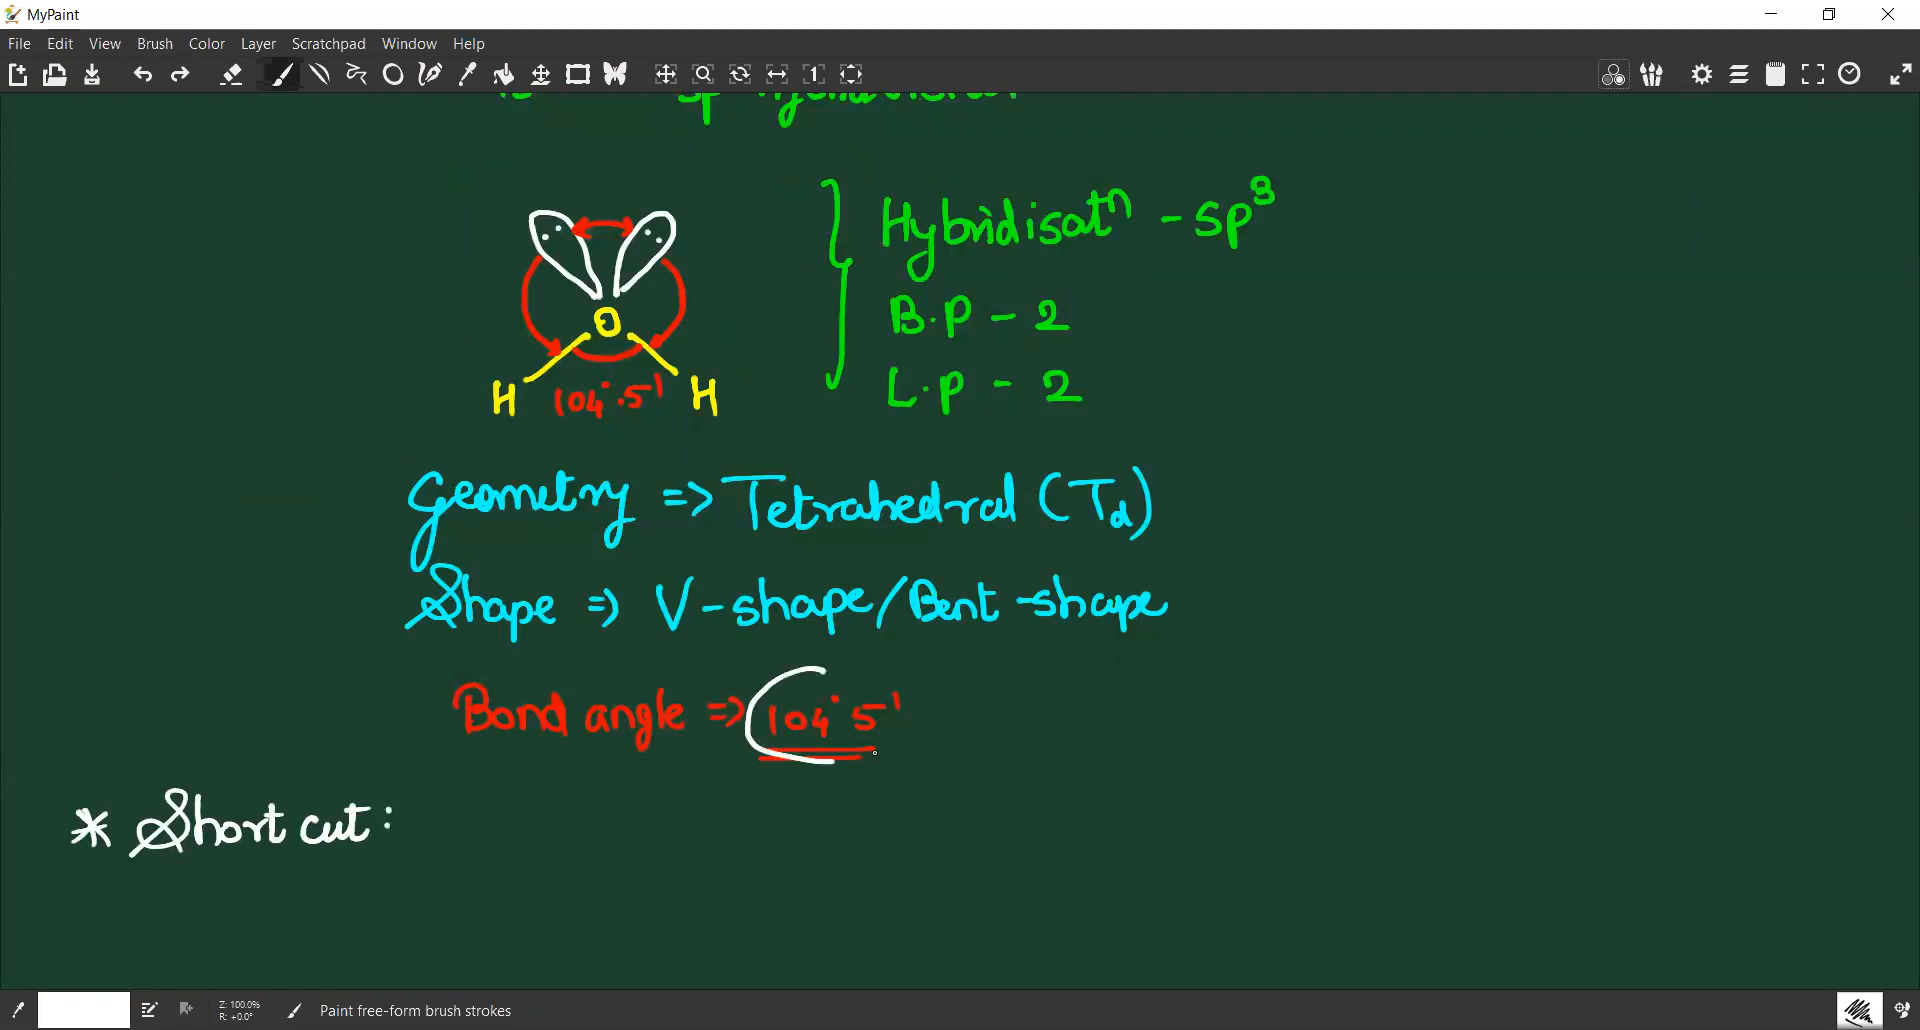 MyPaint
File Edit View Brush Color Layer Scratchpad Window Help
Hybridisatⁿ - sp³
B.P - 2
L.P - 2
O
H 104°.5' H
Geometry => Tetrahedral (Td)
Shape => V-shape/Bent-shape
Bond angle => 104°5'
* Short cut:
Z: 100.0%
R: +0.0°
Paint free-form brush strokes